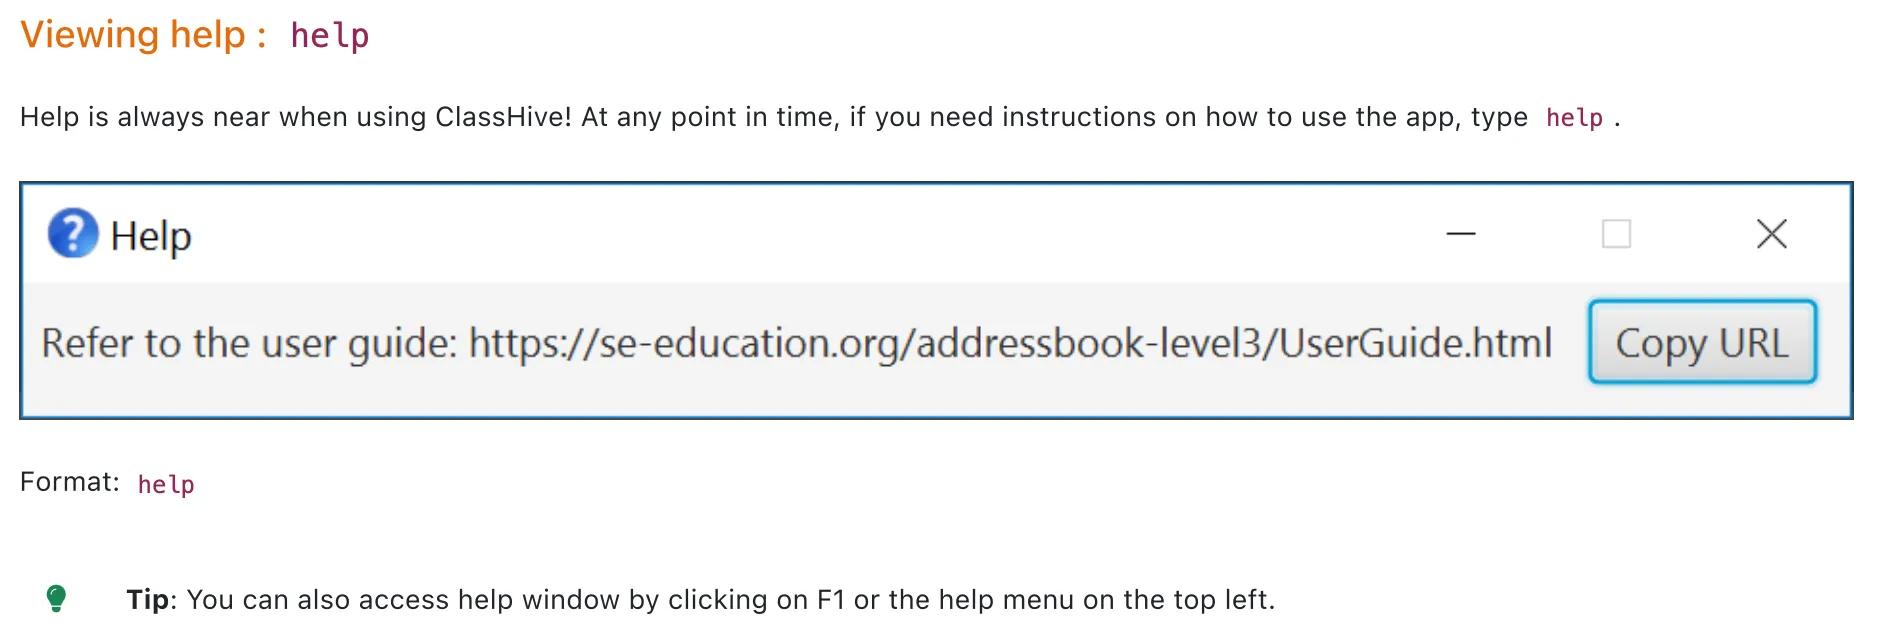 Viewing help : help
Help is always near when using ClassHive! At any point in time, if you need instructions on how to use the app, type help .
Help
Refer to the user guide: https://se-education.org/addressbook-level3/UserGuide.html Copy URL
Format: help
Tip: You can also access help window by clicking on F1 or the help menu on the top left.